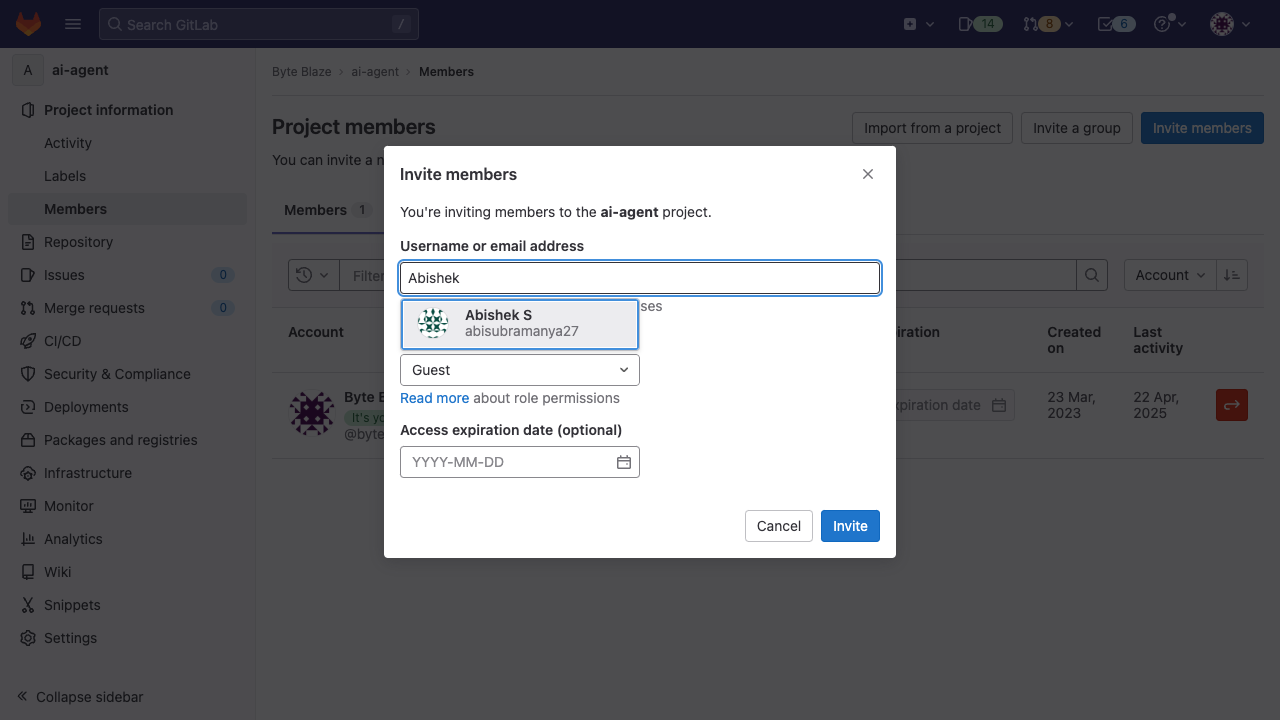 Search GitLab
/
14
8
6
A
ai-agent
Project information
Activity
Labels
Members
Repository
Issues
0
Merge requests
0
CI/CD
Security & Compliance
Deployments
Packages and registries
Infrastructure
Monitor
Analytics
Wiki
Snippets
Settings
Collapse sidebar
Byte Blaze
ai-agent
Members
Project members
Import from a project
Invite a group
Invite members
You can invite a n
Members 1
Filter
Account
Account
piration
Created on
Last activity
Byte B
It's yo
@byte
xpiration date
23 Mar, 2023
22 Apr, 2025
Invite members
You're inviting members to the ai-agent project.
Username or email address
Abishek
ses
Abishek S
abisubramanya27
Guest
Read more about role permissions
Access expiration date (optional)
YYYY-MM-DD
Cancel
Invite